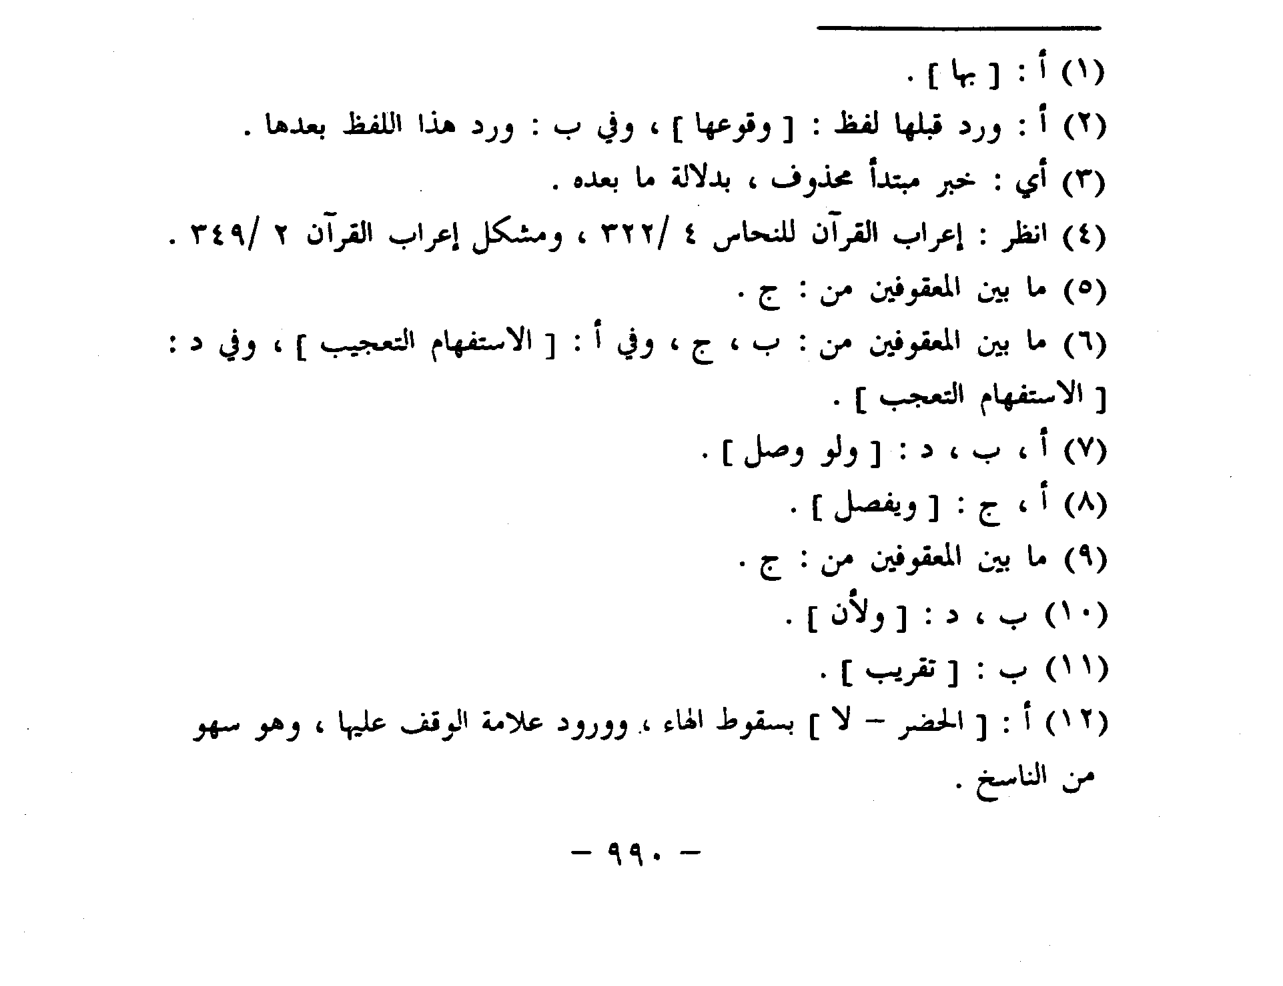 (١) أ : [ بها ] .
(٢) أ : ورد قبلها لفظ : [ وقوعها ] ، وفي ب : ورد هذا اللفظ بعدها .
(٣) أي : خبر مبتدأ محذوف ، بدلالة ما بعده .
(٤) انظر : إعراب القرآن للنحاس ٤ /٣٢٢ ، ومشكل إعراب القرآن ٢ /٣٤٩ .
(٥) ما بين المعقوفين من : ج .
(٦) ما بين المعقوفين من : ب ، ج ، وفي أ : [ الاستفهام التعجيب ] ، وفي د :
[ الاستفهام التعجب ] .
(٧) أ ، ب ، د : [ ولو وصل ] .
(٨) أ ، ج : [ ويفصل ] .
(٩) ما بين المعقوفين من : ج .
(١٠) ب ، د : [ ولأن ] .
(١١) ب : [ تقريب ] .
(١٢) أ : [ الحضر – لا ] بسقوط الهاء ، وورود علامة الوقف عليها ، وهو سهو
من الناسخ .
– ٩٩٠ –